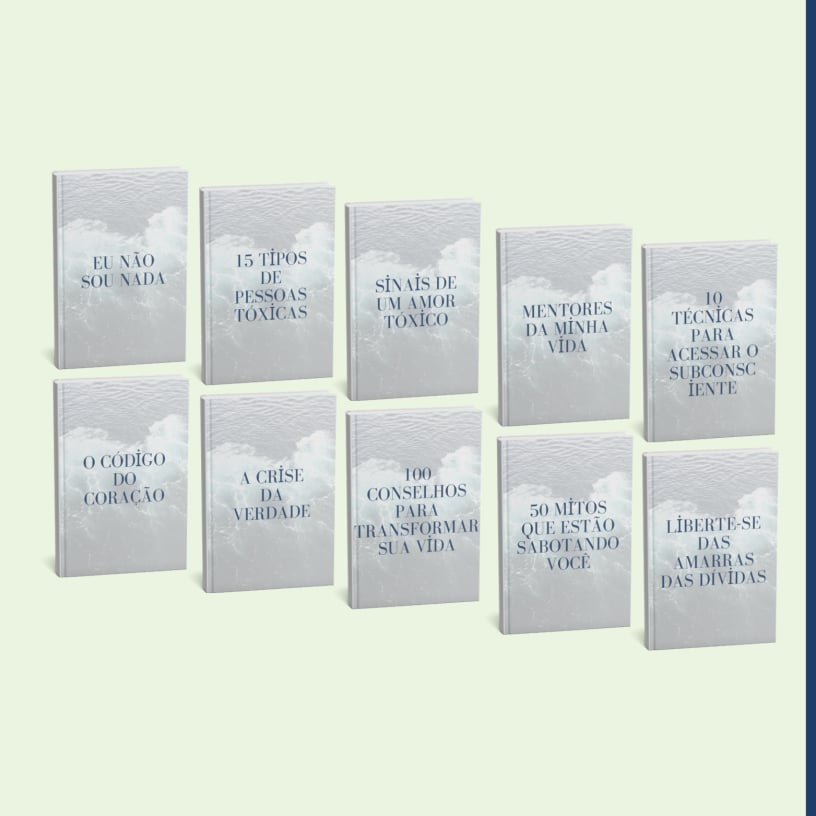 EU NÃO
SOU NADA
15 TIPOS
DE
PESSOAS
TÓXICAS
SINAIS DE
UM AMOR
TÓXICO
MENTORES
DA MINHA
VIDA
10
TÉCNICAS
PARA
ACESSAR O
SUBCONSC
IENTE
O CÓDIGO
DO
CORAÇÃO
A CRISE
DA
VERDADE
100
CONSELHOS
PARA
TRANSFORMAR
SUA VIDA
50 MITOS
QUE ESTÃO
SABOTANDO
VOCÊ
LIBERTE-SE
DAS
AMARRAS
DAS DÍVIDAS